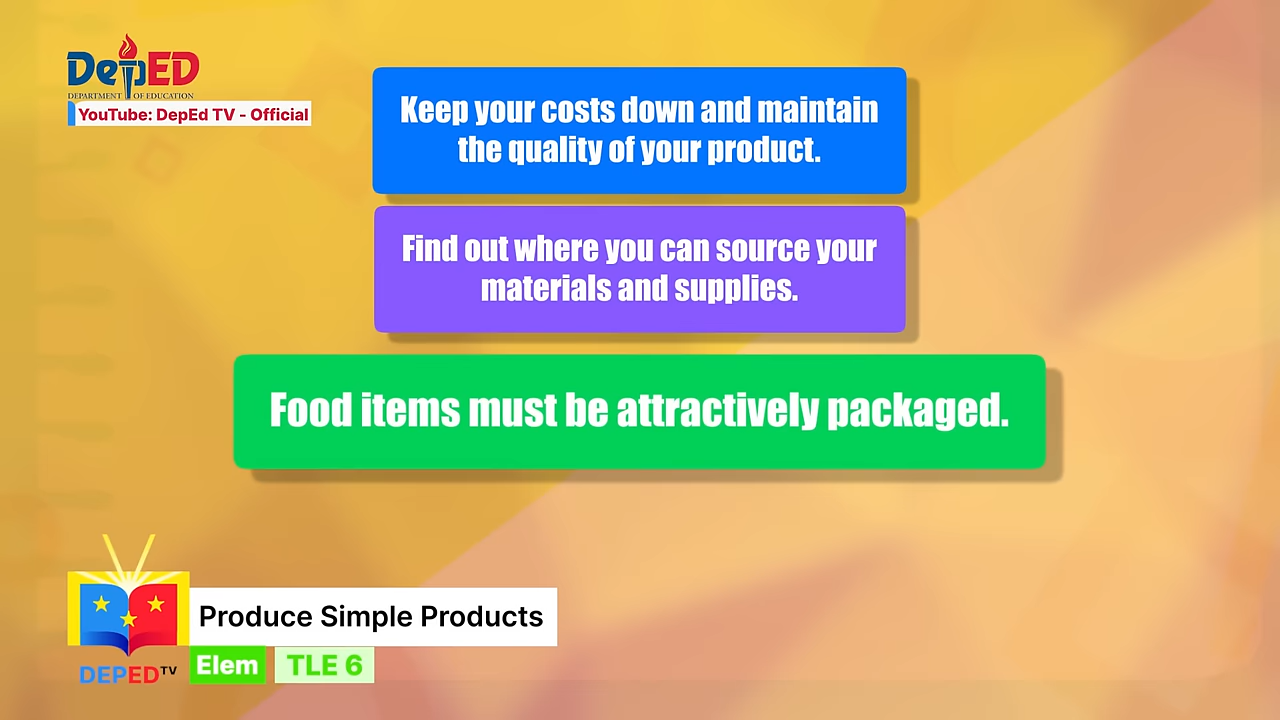 DepED
DEPARTMENT OF EDUCATION
YouTube: DepEd TV - Official
Keep your costs down and maintain
the quality of your product.
Find out where you can source your
materials and supplies.
Food items must be attractively packaged.
Produce Simple Products
DEPED TV
Elem TLE 6